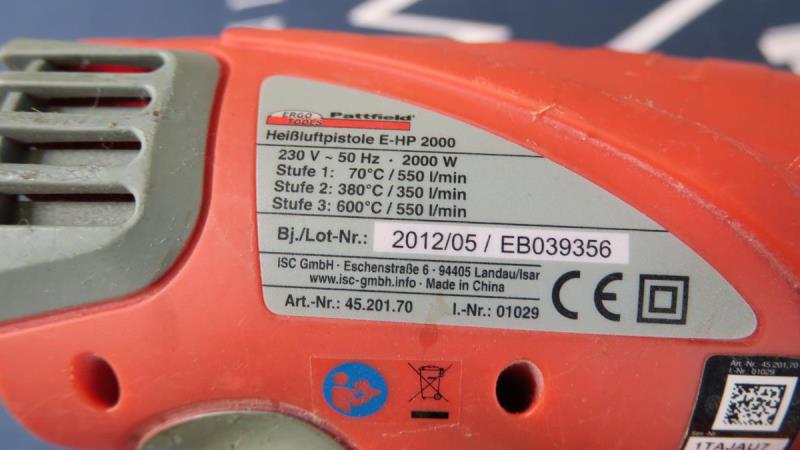 ERGO TOOLS Pattfield
Heißluftpistole E-HP 2000
230 V ~ 50 Hz · 2000 W
Stufe 1: 70°C / 550 l/min
Stufe 2: 380°C / 350 l/min
Stufe 3: 600°C / 550 l/min
Bj./Lot-Nr.: 2012/05 / EB039356
ISC GmbH · Eschenstraße 6 · 94405 Landau/Isar
www.isc-gmbh.info · Made in China
CE
Art.-Nr.: 45.201.70 I.-Nr.: 01029
Art.-Nr.: 45.201.70
I.-Nr.: 01029
1TAJAU7